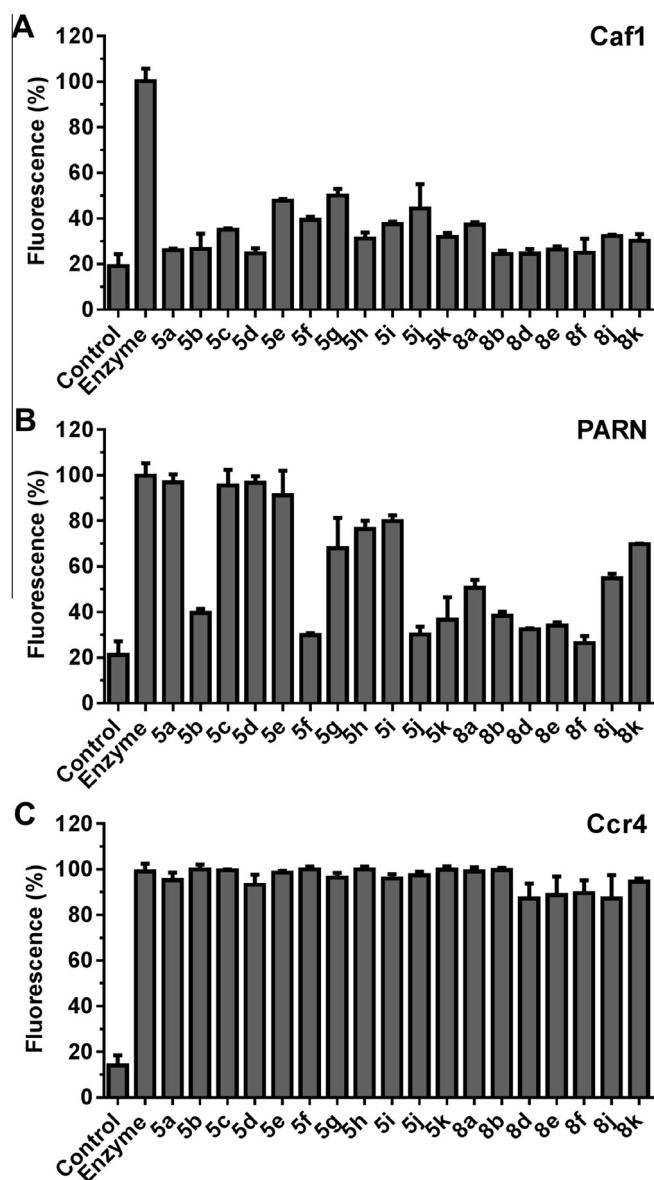 A
Caf1
Fluorescence (%)
120
100
80
60
40
20
0
Control
Enzyme
5a
5b
5c
5d
5e
5f
5g
5h
5i
5j
5k
8a
8b
8d
8e
8f
8j
8k
B
PARN
Fluorescence (%)
120
100
80
60
40
20
0
Control
Enzyme
5a
5b
5c
5d
5e
5f
5g
5h
5i
5j
5k
8a
8b
8d
8e
8f
8j
8k
C
Ccr4
Fluorescence (%)
120
100
80
60
40
20
0
Control
Enzyme
5a
5b
5c
5d
5e
5f
5g
5h
5i
5j
5k
8a
8b
8d
8e
8f
8j
8k